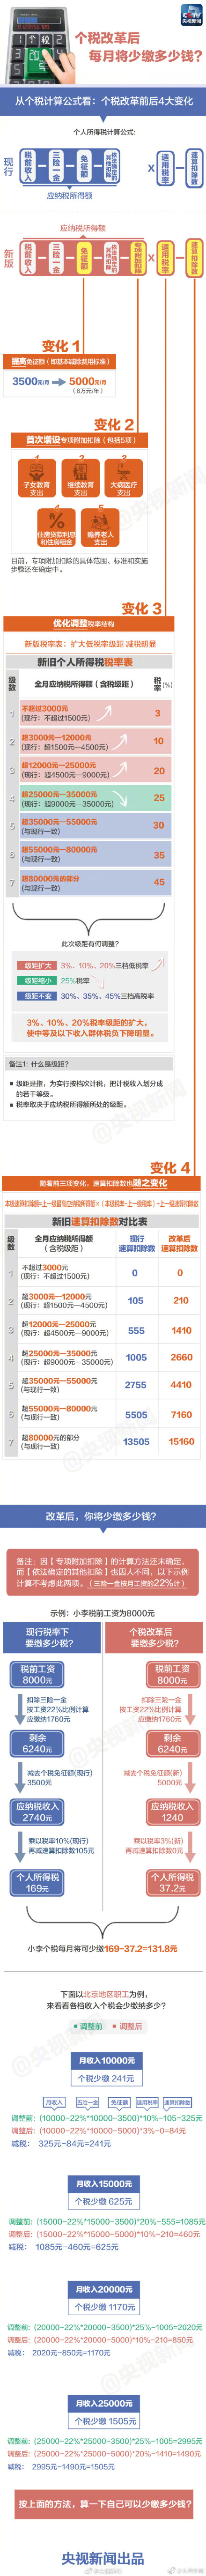 CCTV
央视新闻
个税改革后
每月将少缴多少钱?
从个税计算公式看:个税改革前后4大变化
个人所得税计算公式:
现行
税前收入
三险一金
免征额
依法确定的其他扣除
适用税率
速算扣除数
应纳税所得额
应纳税所得额
新版
税前收入
三险一金
免征额
依法确定的其他扣除
专项附加扣除
适用税率
速算扣除数
变化 1
提高免征额(即基本减除费用标准)
3500元/月 → 5000元/月
(6万元/年)
变化 2
首次增设专项附加扣除(包括5项)
1
2
3
子女教育支出
继续教育支出
大病医疗支出
4
5
住房贷款利息和住房租金
赡养老人支出
目前,专项附加扣除的具体范围、标准和实施
步骤还在确定中。
变化 3
优化调整税率结构
新版税率表:扩大低税率级距 减税明显
新旧个人所得税税率表
级数
全月应纳税所得额(含税级距)
税率(%)
1
不超过3000元
(现行:不超过1500元)
3
2
超3000元—12000元
(现行:超1500元—4500元)
10
3
超12000元—25000元
(现行:超4500元—9000元)
20
4
超25000元—35000元
(现行:超9000元—35000元)
25
5
超35000元—55000元
(与现行一致)
30
6
超55000元—80000元
(与现行一致)
35
7
超80000元的部分
(与现行一致)
45
此次级距有何调整?
级距扩大 3%、10%、20%三档低税率
级距缩小 25%税率
级距不变 30%、35%、45%三档高税率
3%、10%、20%税率级距的扩大,
使中等及以下收入群体税负下降明显。
备注1:什么是级距?
级距是指,为实行按档次计税,把计税收入划分成
的若干等级。
税率取决于应纳税所得额所处的级距。
变化 4
随着前三项变化,速算扣除数也随之变化
本级速算扣除额=上一级最高应纳税所得额×(本级税率-上一级税率)+上一级速算扣除数
新旧速算扣除数对比表
级数
全月应纳税所得额
(含税级距)
现行
速算扣除数
改革后
速算扣除数
1
不超过3000元
(现行:不超过1500元)
0
0
2
超3000元—12000元
(现行:超1500元—4500元)
105
210
3
超12000元—25000元
(现行:超4500元—9000元)
555
1410
4
超25000元—35000元
(现行:超9000元—35000元)
1005
2660
5
超35000元—55000元
(与现行一致)
2755
4410
6
超55000元—80000元
(与现行一致)
5505
7160
7
超80000元的部分
(与现行一致)
13505
15160
改革后,你将少缴多少钱?
备注:因【专项附加扣除】的计算方法还未确定,
而【依法确定的其他扣除】也因人不同,以下示例
计算不考虑此两项。(三险一金按月工资的22%计)
示例:小李税前工资为8000元
现行税率下
要缴多少税?
个税改革后
要缴多少税?
税前工资
8000元
税前工资
8000元
扣除三险一金
按工资22%比例计算
应缴纳1760元
扣除三险一金
按工资22%比例计算
应缴纳1760元
剩余
6240元
剩余
6240元
减去个税免征额(现行)
3500元
减去个税免征额(新)
5000元
应纳税收入
2740元
应纳税收入
1240
乘以税率10%(现行)
再减速算扣除数105元
乘以税率3%(新)
再减速算扣除数0元
个人所得税
169元
个人所得税
37.2元
小李个税每月将可少缴169-37.2=131.8元
下面以北京地区职工为例,
来看看各档收入个税会少缴纳多少?
调整前 调整后
月收入10000元
个税少缴 241元
月收入
五险一金
免征额
适用税率
速算扣除数
调整前:(10000-22%*10000-3500)*10%-105=325元
调整后:(10000-22%*10000-5000)*3%-0=84元
减税: 325元-84元=241元
月收入15000元
个税少缴 625元
调整前:(15000-22%*15000-3500)*20%-555=1085元
调整后:(15000-22%*15000-5000)*10%-210=460元
减税: 1085元-460元=625元
月收入20000元
个税少缴 1170元
调整前:(20000-22%*20000-3500)*25%-1005=2020元
调整后:(20000-22%*20000-5000)*10%-210=850元
减税: 2020元-850元=1170元
月收入25000元
个税少缴 1505元
调整前:(25000-22%*25000-3500)*25%-1005=2995元
调整后:(25000-22%*25000-5000)*20%-1410=1490元
减税: 2995元-1490元=1505元
按上面的方法,算一下自己可以少缴多少钱?
央视新闻出品
@央视新闻